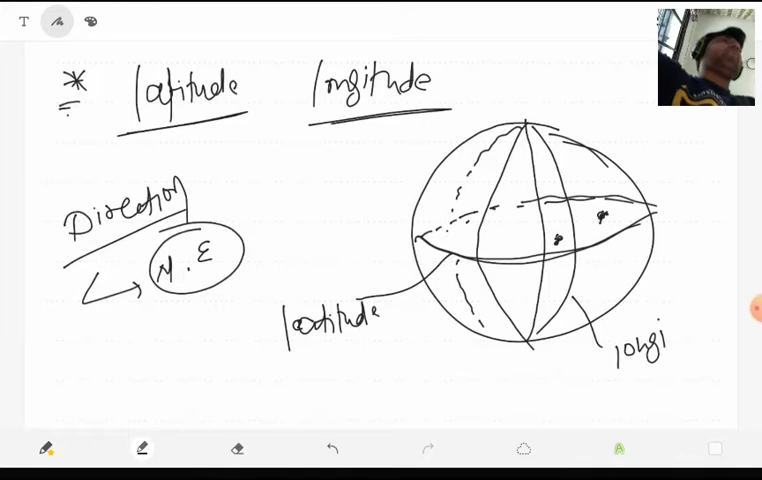 * Latitude Longitude
Direction
N.E
Latitude
longi
T
A